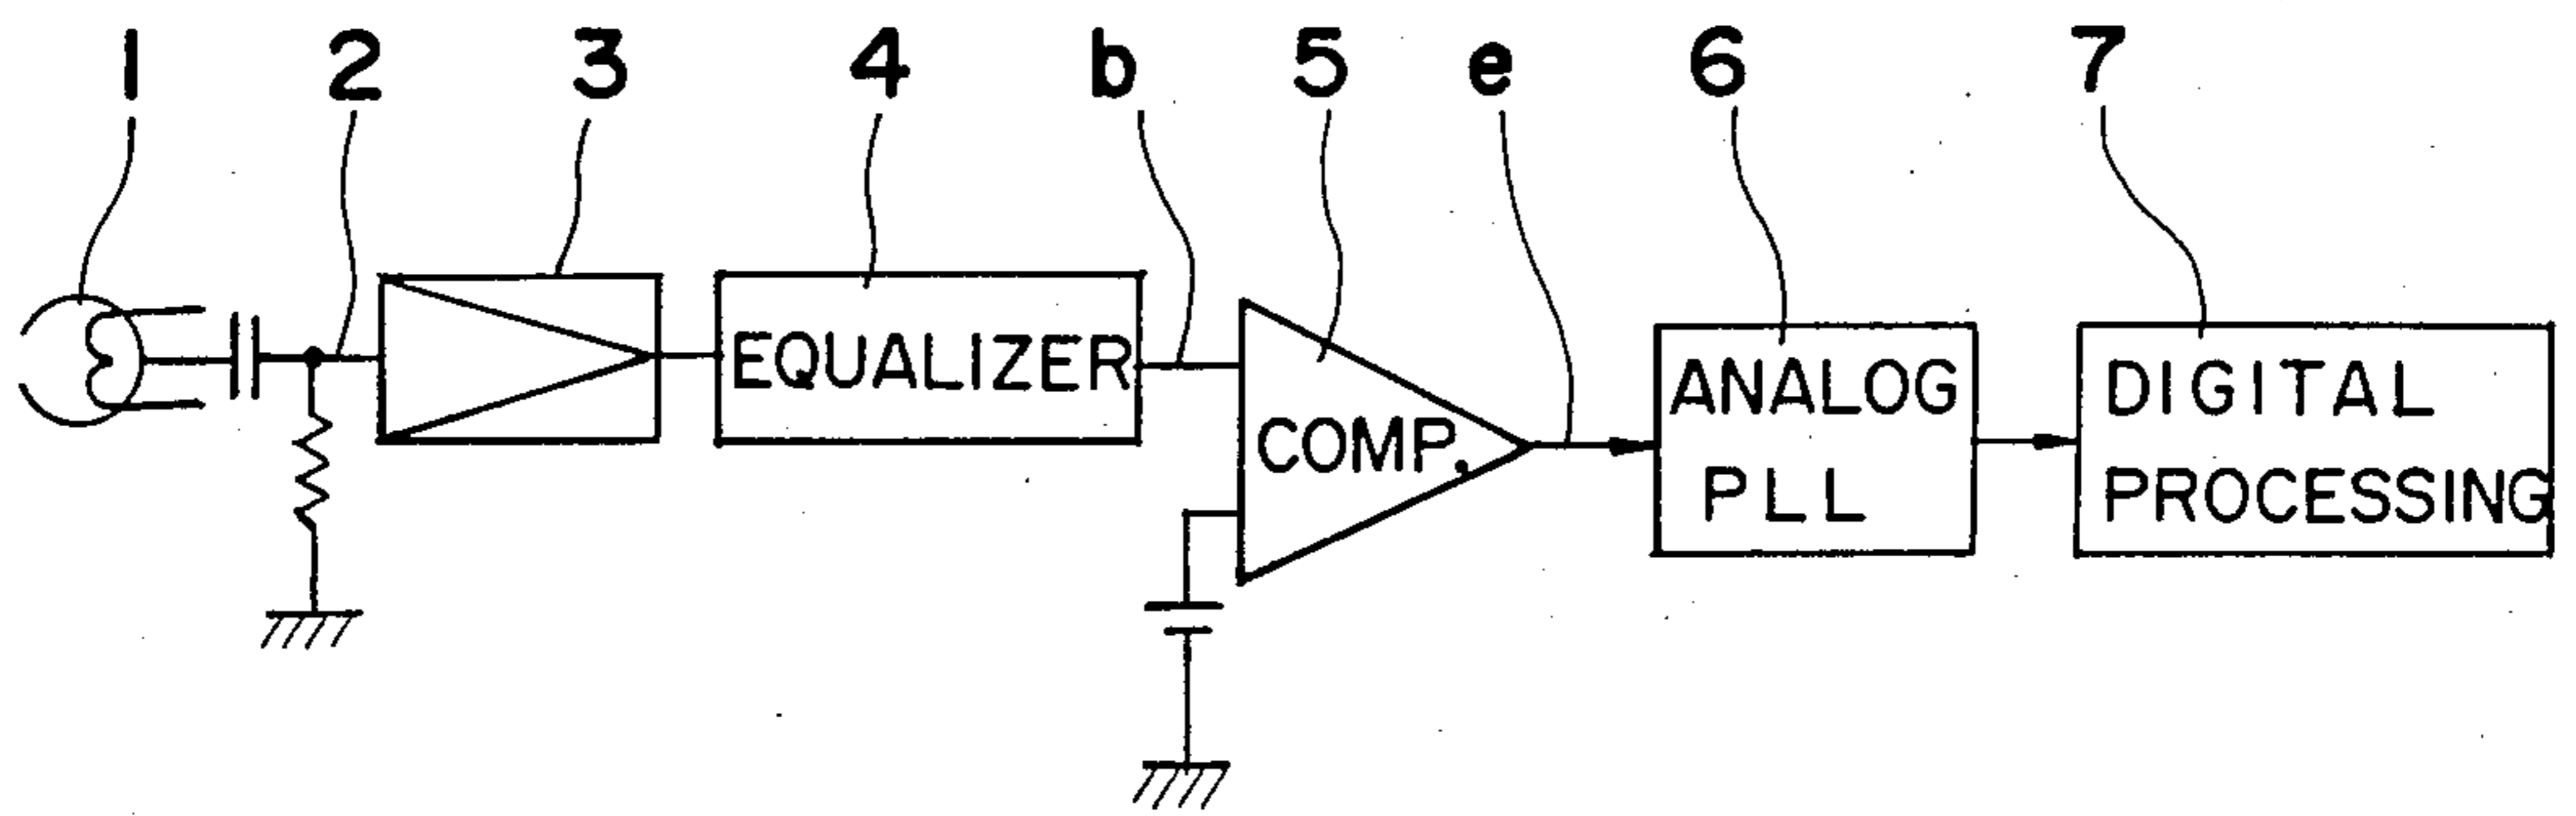 1 2 3 4 b 5 e 6 7
EQUALIZER
COMP.
ANALOG
PLL
DIGITAL
PROCESSING